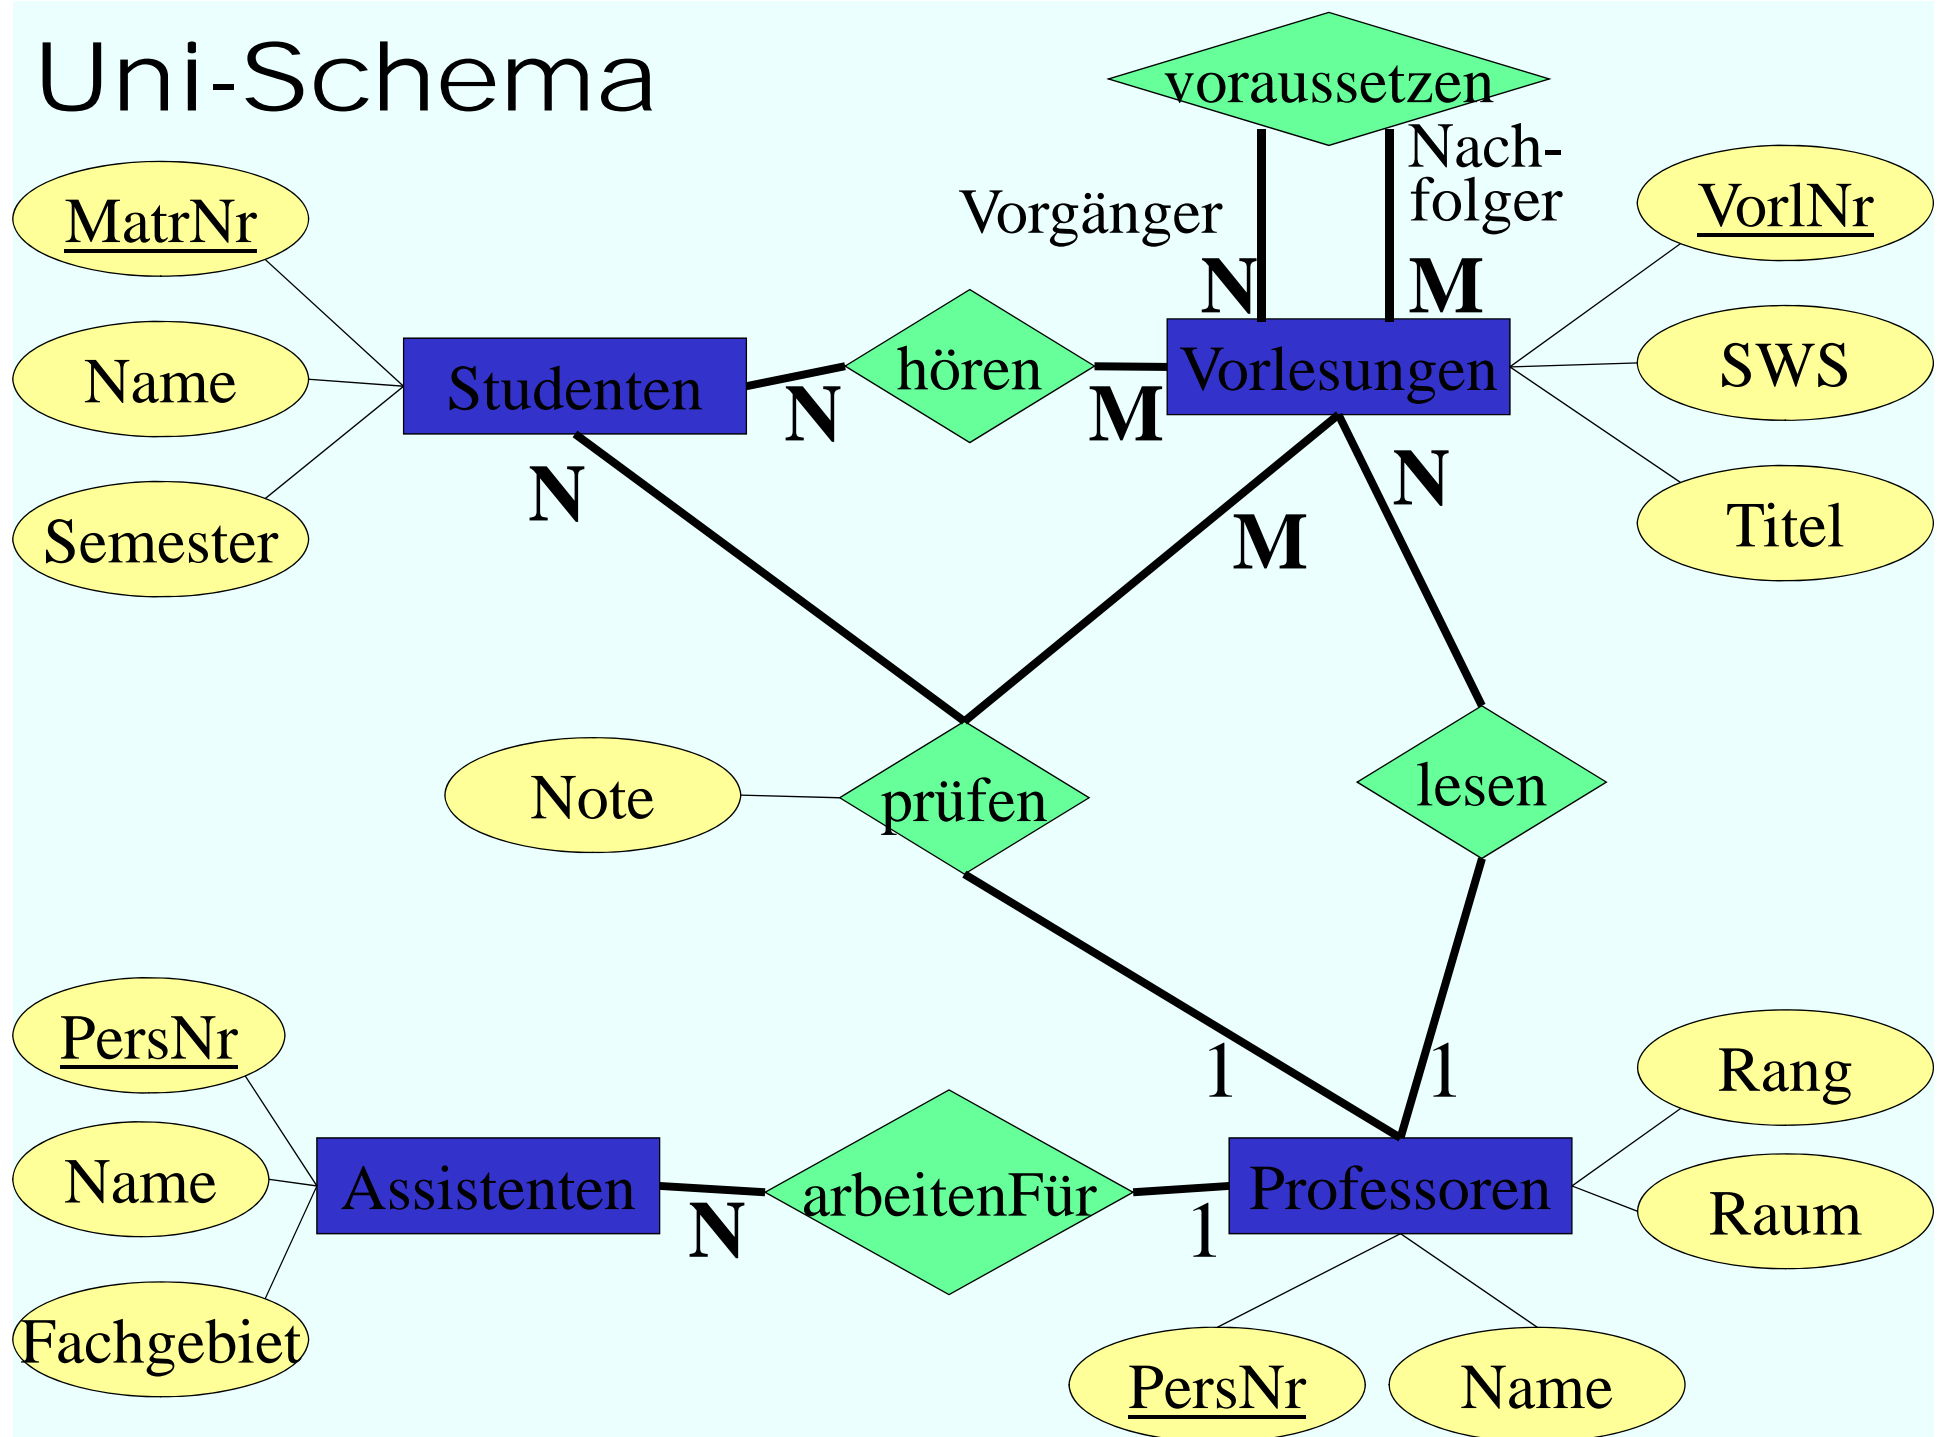 Uni-Schema
voraussetzen
Nach-
folger
Vorgänger
N
M
MatrNr
Name
Semester
Studenten
N
hören
M
Vorlesungen
VorlNr
SWS
Titel
N
M
N
Note
prüfen
lesen
1
1
PersNr
Name
Fachgebiet
Assistenten
N
arbeitenFür
1
Professoren
Rang
Raum
PersNr
Name